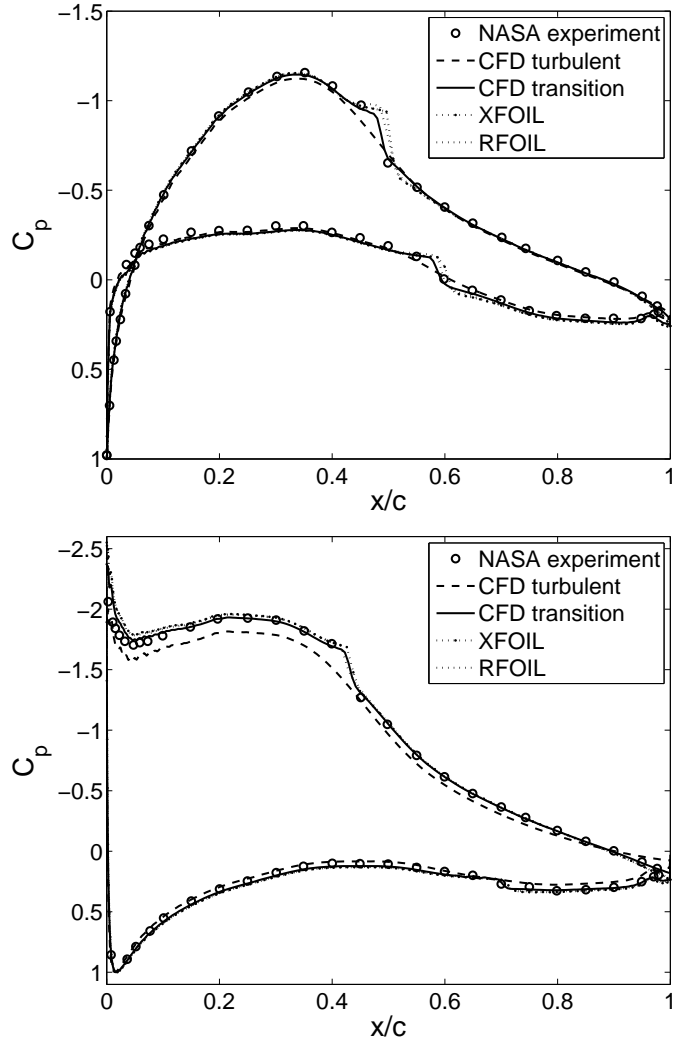 −1.5
−1
−0.5
0
0.5
1
C_p
0 0.2 0.4 0.6 0.8 1
x/c
NASA experiment
CFD turbulent
CFD transition
XFOIL
RFOIL
−2.5
−2
−1.5
−1
−0.5
0
0.5
1
C_p
0 0.2 0.4 0.6 0.8 1
x/c
NASA experiment
CFD turbulent
CFD transition
XFOIL
RFOIL